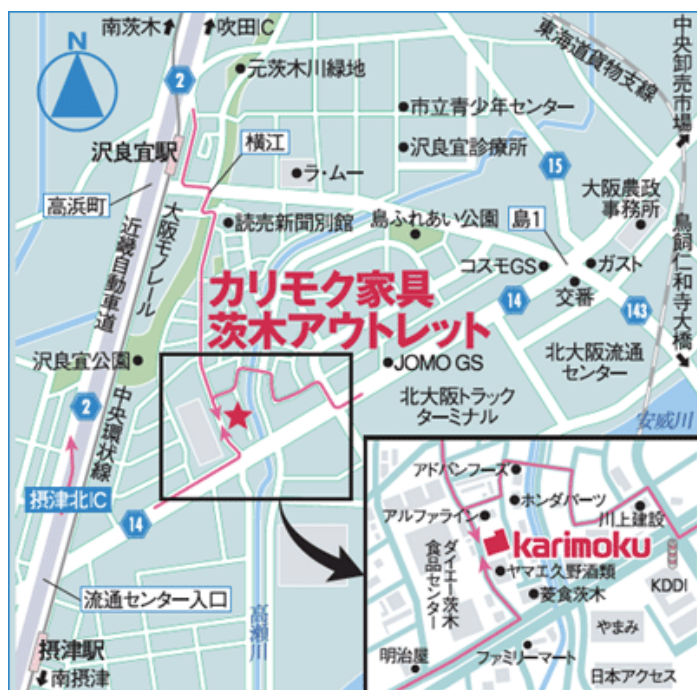 南茨木
吹田IC
N
2
元茨木川緑地
東海道貨物支線
中央卸売市場
市立青少年センター
沢良宜駅
横江
沢良宜診療所
15
ラ・ムー
大阪農政
事務所
高浜町
読売新聞別館
島ふれあい公園
島1
鳥飼仁和寺大橋
近畿自動車道
大阪モノレール
コスモGS
ガスト
カリモク家具
茨木アウトレット
14
交番
143
沢良宜公園
JOMO GS
北大阪流通
センター
北大阪トラック
ターミナル
2
中央環状線
安威川
摂津北IC
14
流通センター入口
高瀬川
摂津駅
南摂津
アドバンフーズ
ホンダパーツ
アルファライン
川上建設
karimoku
ダイエー茨木
食品センター
ヤマエ久野酒類
KDDI
菱食茨木
やまみ
明治屋
ファミリーマート
日本アクセス